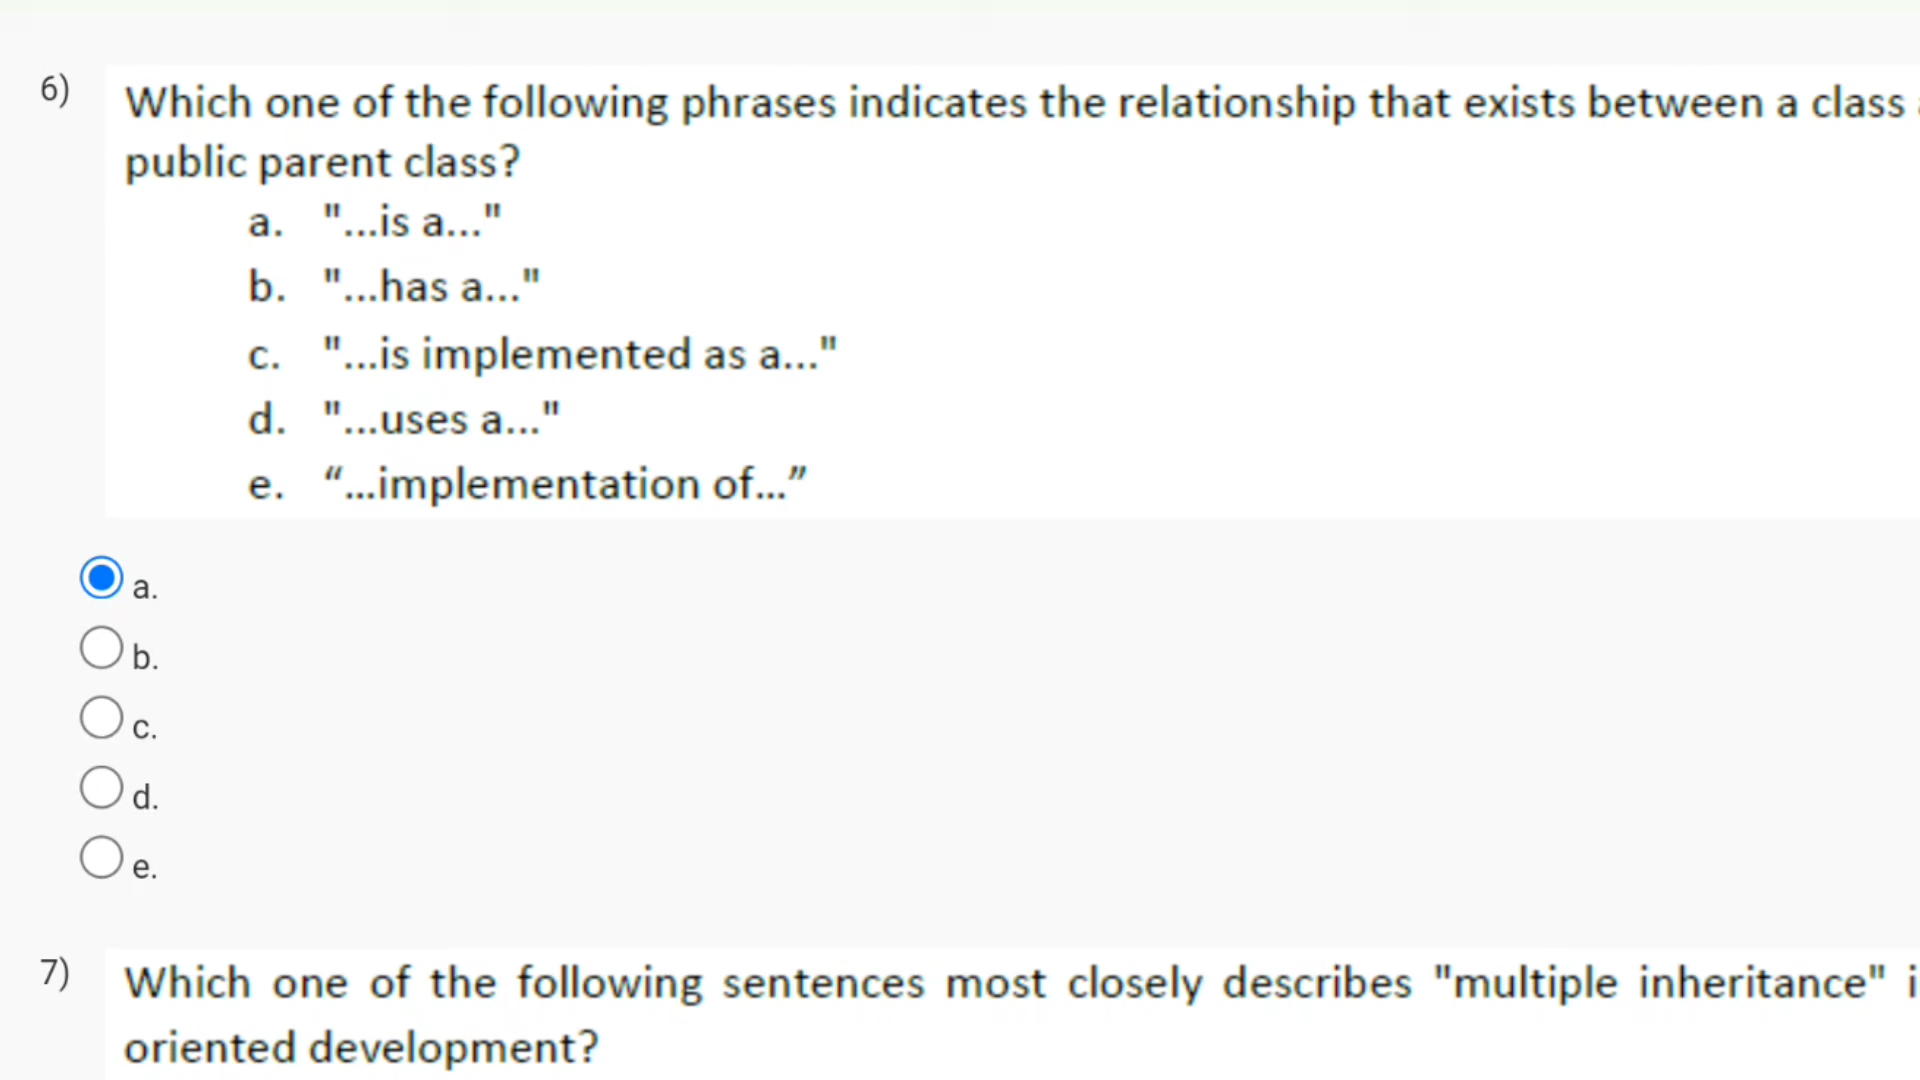 6) Which one of the following phrases indicates the relationship that exists between a class
public parent class?
a. "...is a..."
b. "...has a..."
c. "...is implemented as a..."
d. "...uses a..."
e. “...implementation of...”
a.
b.
c.
d.
e.
7) Which one of the following sentences most closely describes "multiple inheritance"
oriented development?